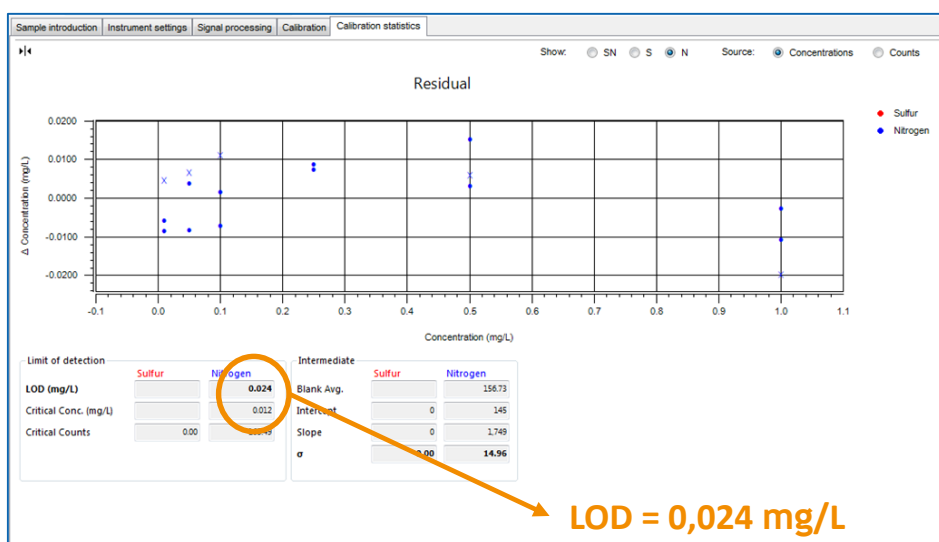 Sample introduction Instrument settings Signal processing Calibration Calibration statistics
Show: SN S N Source: Concentrations Counts
Residual
Sulfur
Nitrogen
Δ Concentration (mg/L)
0.0200
0.0100
0.0000
-0.0100
-0.0200
-0.1 0.0 0.1 0.2 0.3 0.4 0.5 0.6 0.7 0.8 0.9 1.0 1.1
Concentration (mg/L)
Limit of detection
Sulfur Nitrogen
LOD (mg/L) 0.024
Critical Conc. (mg/L) 0.012
Critical Counts 0.00
Intermediate
Sulfur Nitrogen
Blank Avg. 156.73
Intercept 0 145
Slope 0 1,749
σ 0.00 14.96
LOD = 0,024 mg/L